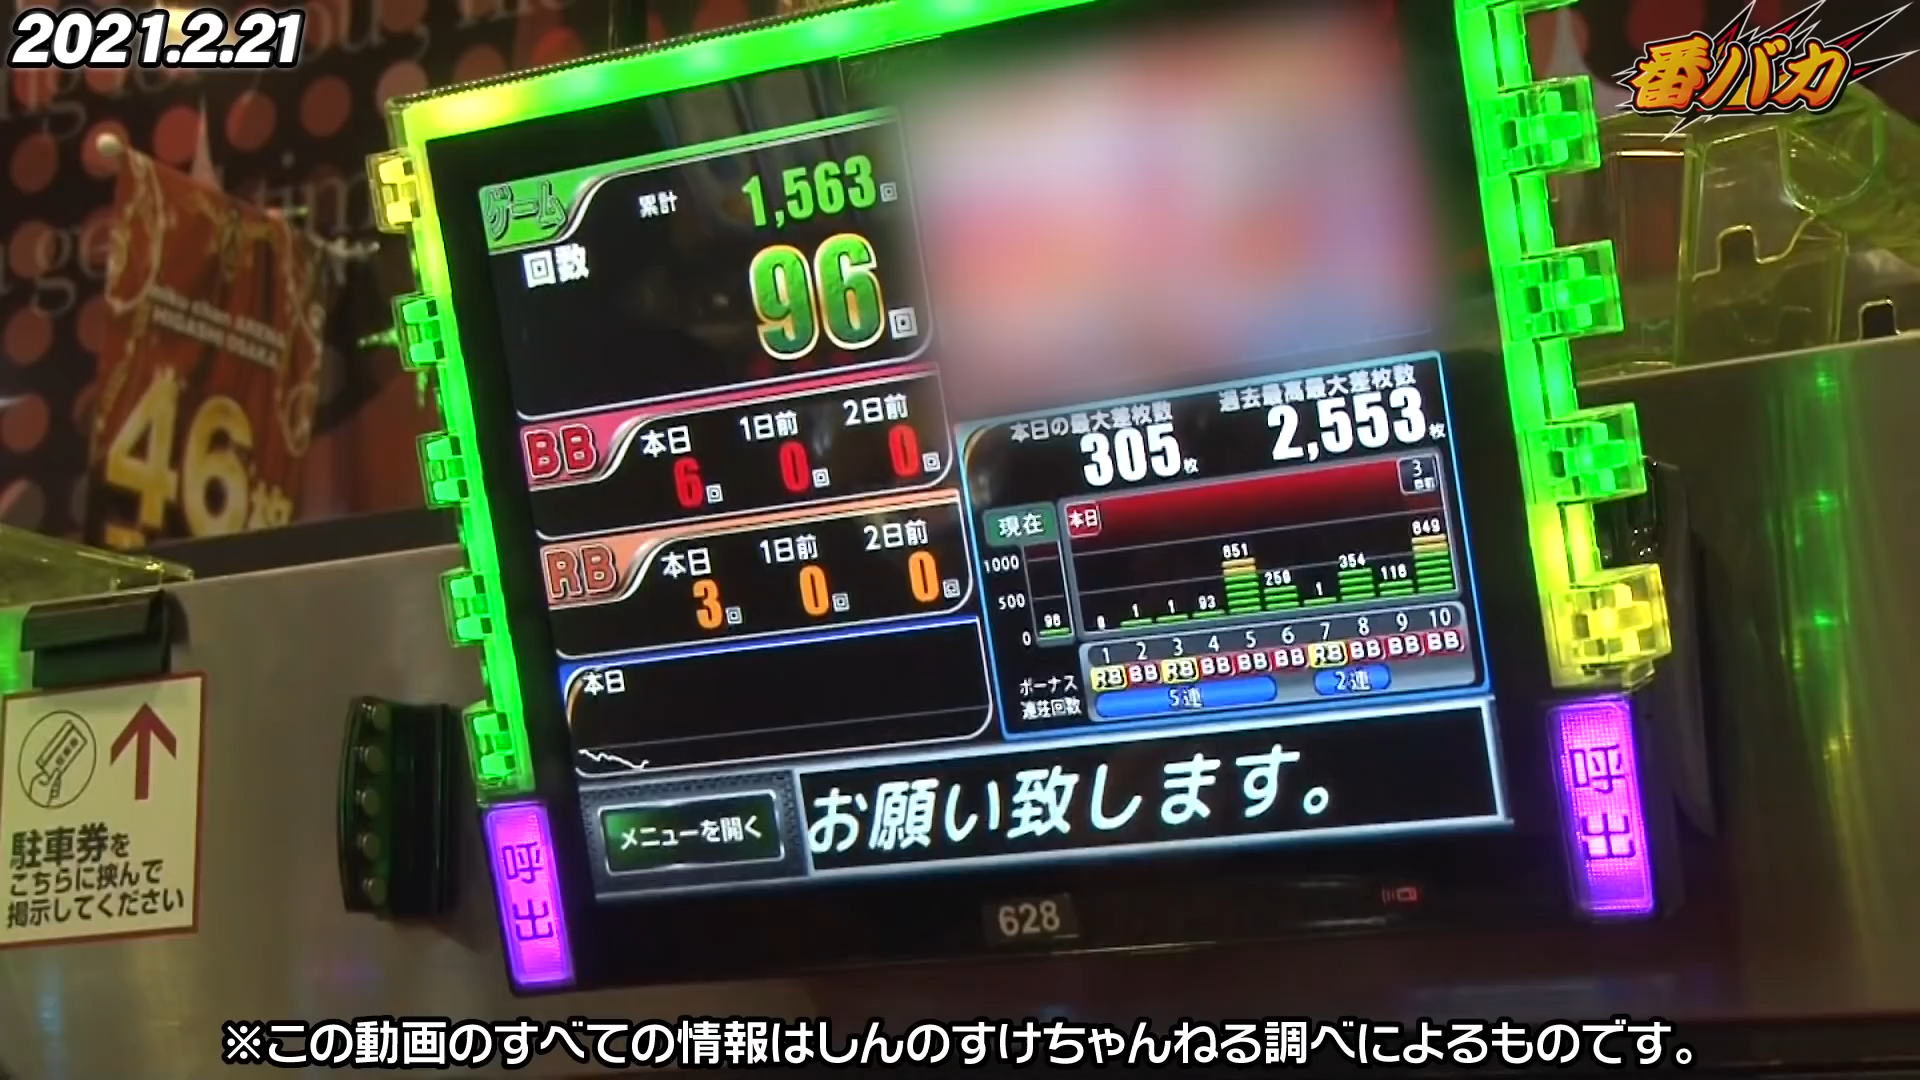 2021.2.21
番バカ
ゲーム
累計 1,563回
回数 96回
BB 本日 1日前 2日前
6回 0回 0回
RB 本日 1日前 2日前
3回 0回 0回
本日
本日の最大差枚数 過去最高最大差枚数
305枚 2,553枚
現在 本日
1000
500
0
96
1 1 93 651 1 354 649
1 2 3 4 5 6 7 8 9 10
RB BB RB BB BB BB RB BB BB BB
ボーナス連荘回数
5連 2連
メニューを開く
お願い致します。
呼出
呼出
628
HIGASHI OSAKA
46枚
駐車券を
こちらに挟んで
掲示してください
※この動画のすべての情報はしんのすけちゃんねる調べによるものです。